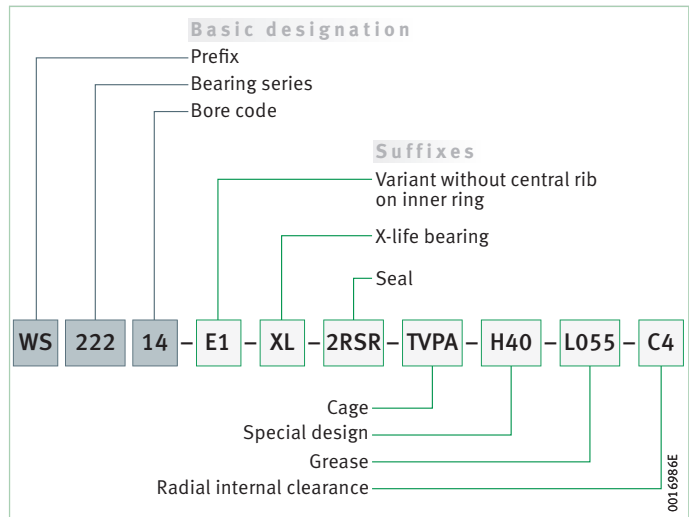 Basic designation
Prefix
Bearing series
Bore code
Suffixes
Variant without central rib
on inner ring
X-life bearing
Seal
WS 222 14 – E1 – XL – 2RSR – TVPA – H40 – L055 – C4
Cage
Special design
Grease
Radial internal clearance
0016986E